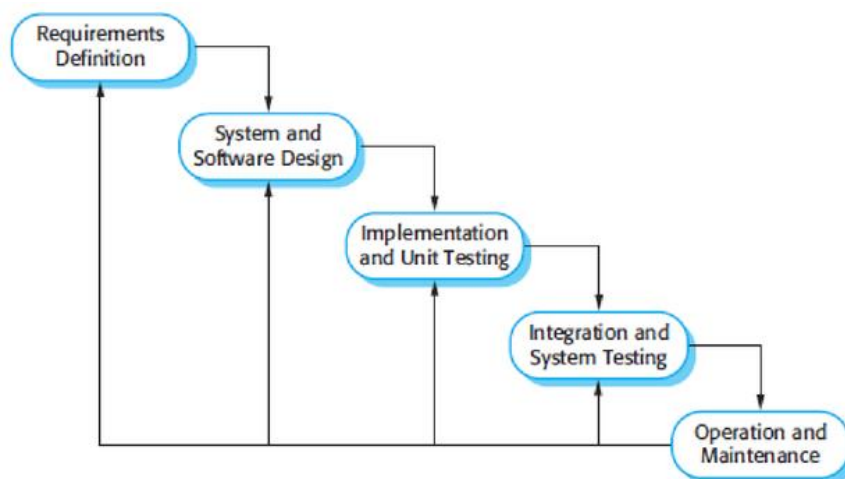 Requirements
Definition
System and
Software Design
Implementation
and Unit Testing
Integration and
System Testing
Operation and
Maintenance